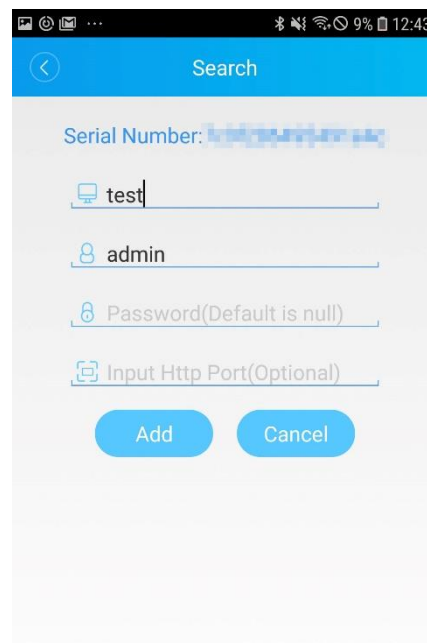 9% 12:43
Search
Serial Number:
test
admin
Password(Default is null)
Input Http Port(Optional)
Add Cancel